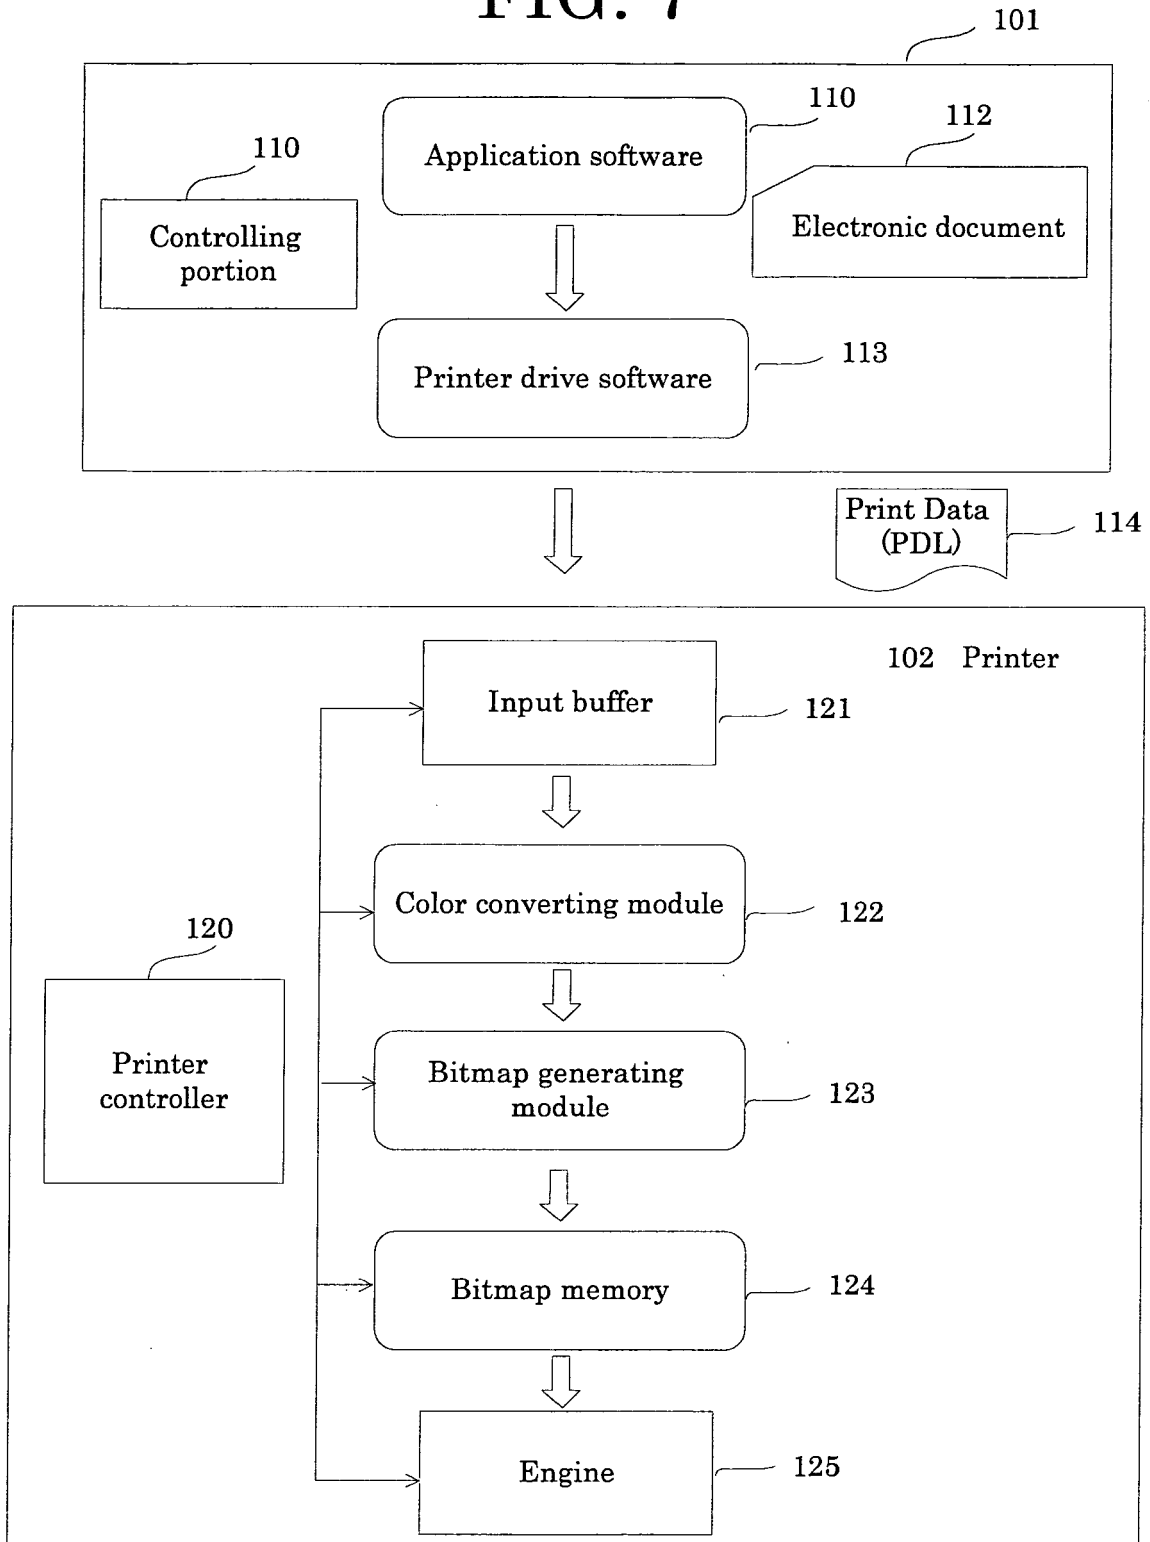 FIG. 7
101
110
Application software
112
110
Controlling
portion
Electronic document
113
Printer drive software
Print Data
(PDL)
114
102 Printer
Input buffer
121
Color converting module
122
120
Printer
controller
Bitmap generating
module
123
Bitmap memory
124
Engine
125